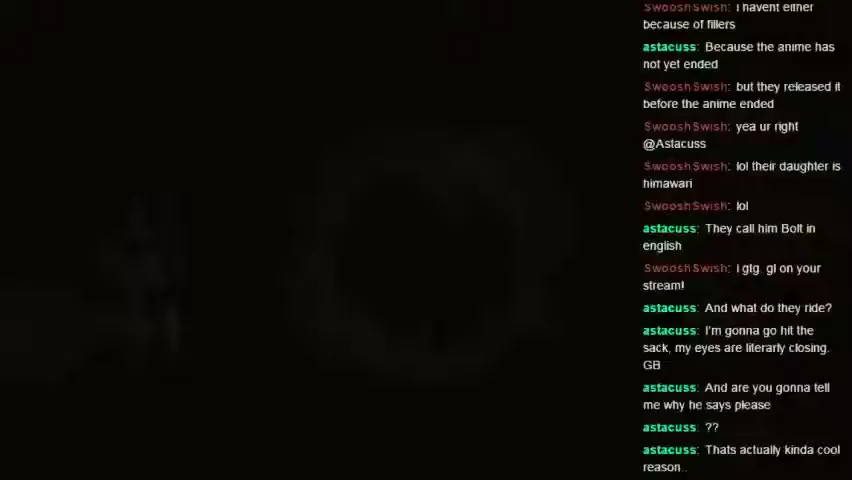 SwooshSwish: i havent either
because of fillers
astacuss: Because the anime has
not yet ended
SwooshSwish: but they released it
before the anime ended
SwooshSwish: yea ur right
@Astacuss
SwooshSwish: lol their daughter is
himawari
SwooshSwish: lol
astacuss: They call him Bolt in
english
SwooshSwish: i gtg. gl on your
stream!
astacuss: And what do they ride?
astacuss: I'm gonna go hit the
sack, my eyes are literarly closing.
GB
astacuss: And are you gonna tell
me why he says please
astacuss: ??
astacuss: Thats actually kinda cool
reason..